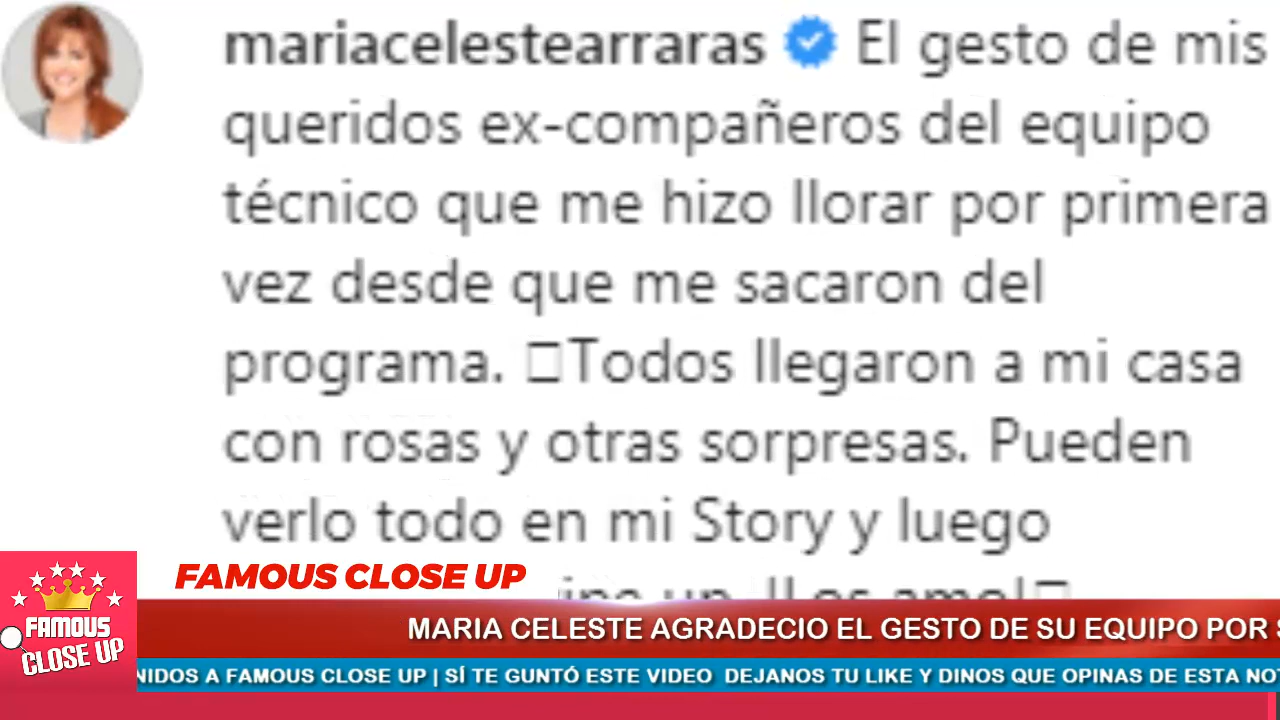 mariacelestearraras El gesto de mis
queridos ex-compañeros del equipo
técnico que me hizo llorar por primera
vez desde que me sacaron del
programa. Todos llegaron a mi casa
con rosas y otras sorpresas. Pueden
verlo todo en mi Story y luego
FAMOUS CLOSE UP
FAMOUS
CLOSE UP
MARIA CELESTE AGRADECIO EL GESTO DE SU EQUIPO POR
NIDOS A FAMOUS CLOSE UP | SÍ TE GUNTÓ ESTE VIDEO DEJANOS TU LIKE Y DINOS QUE OPINAS DE ESTA NO